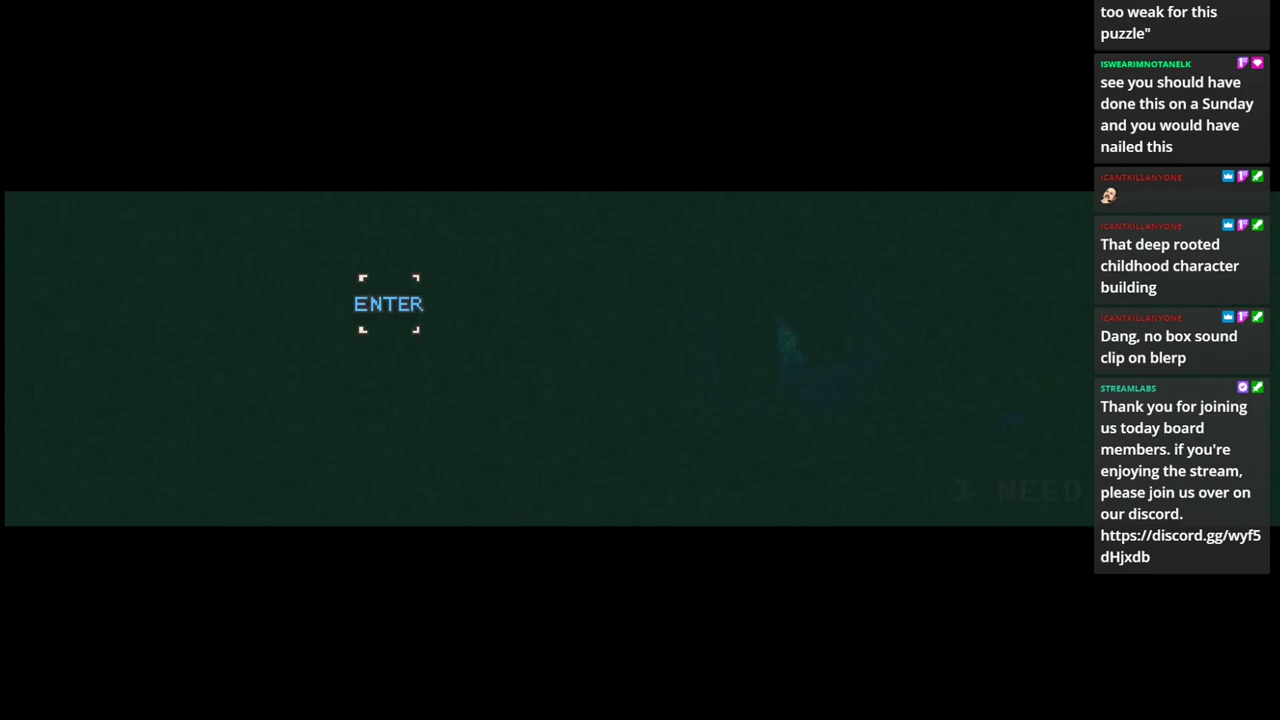 too weak for this
puzzle"
ISWEARIMNOTANELK
see you should have
done this on a Sunday
and you would have
nailed this
ICANTKILLANYONE
ICANTKILLANYONE
That deep rooted
childhood character
building
ICANTKILLANYONE
Dang, no box sound
clip on blerp
STREAMLABS
Thank you for joining
us today board
members. if you're
enjoying the stream,
please join us over on
our discord.
https://discord.gg/wyf5
dHjxdb
ENTER
I NEED